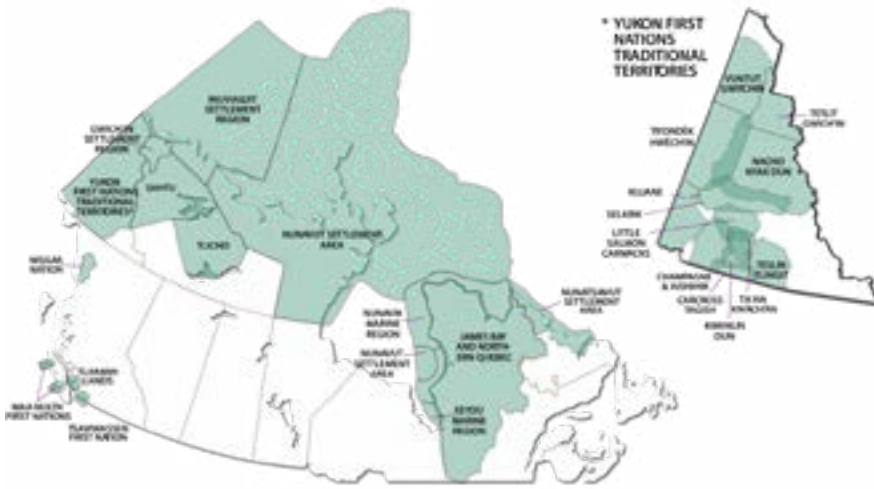 * YUKON FIRST
NATIONS
TRADITIONAL
TERRITORIES
VUNTUT
GWITCHIN
TETLIT
GWICH'IN
TR'ONDËK
HWËCH'IN
NACHO
NYAK DUN
KLUANE
SELKIRK
LITTLE
SALMON
CARMACKS
TESLIN
TLINGIT
CHAMPAGNE
& AISHIHIK
CARCROSS
TAGISH
TA'AN
KWACH'AN
KWANLIN
DUN
INUVIALUIT
SETTLEMENT
REGION
GWICH'IN
SETTLEMENT
REGION
YUKON
FIRST NATIONS
TRADITIONAL
TERRITORIES*
SAHTU
TLICHO
NUNAVUT SETTLEMENT
AREA
NISGA'A
NATION
NUNAVIK
MARINE
REGION
NUNAVUT
SETTLEMENT
AREA
JAMES BAY
AND NORTH-
ERN QUEBEC
NUNATSIAVUT
SETTLEMENT
AREA
EEYOU
MARINE
REGION
TLA'AMIN
LANDS
MAA-NULTH
FIRST NATIONS
TSAWWASSEN
FIRST NATION